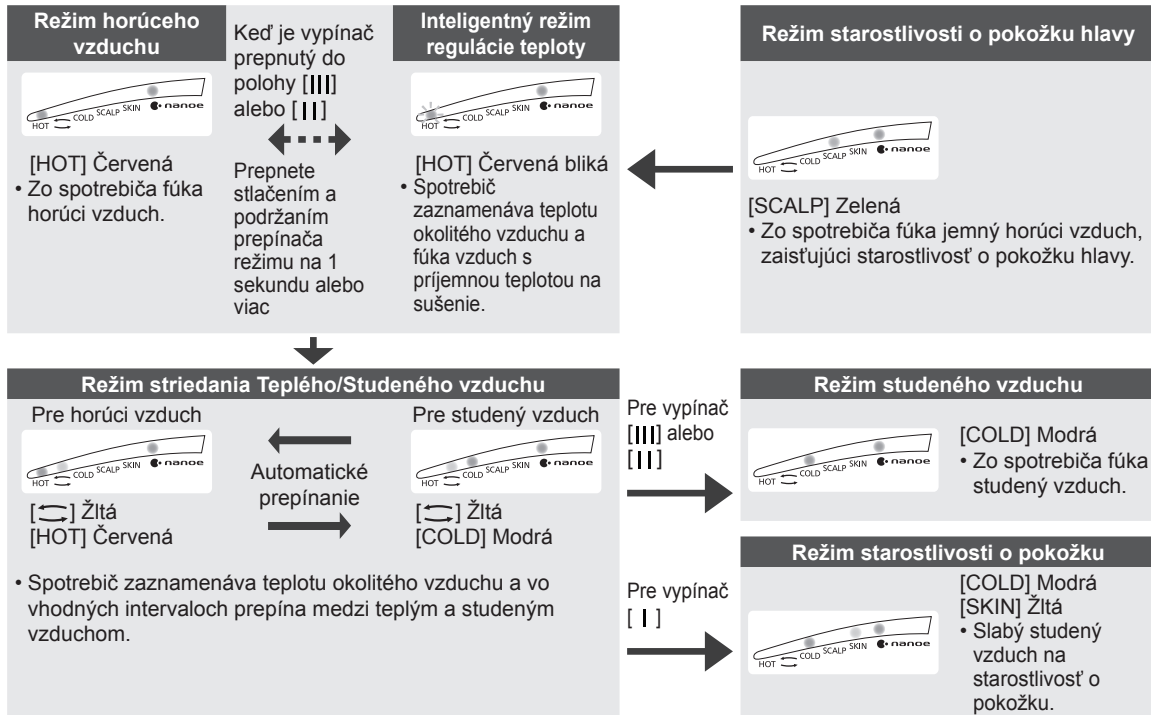 Režim horúceho
vzduchu
HOT COLD SCALP SKIN nanoe
[HOT] Červená
• Zo spotrebiča fúka
horúci vzduch.
Keď je vypínač
prepnutý do
polohy [III]
alebo [II]
Prepnete
stlačením a
podržaním
prepínača
režimu na 1
sekundu alebo
viac
Inteligentný režim
regulácie teploty
HOT COLD SCALP SKIN nanoe
[HOT] Červená bliká
• Spotrebič
zaznamenáva teplotu
okolitého vzduchu a
fúka vzduch s
príjemnou teplotou na
sušenie.
Režim starostlivosti o pokožku hlavy
HOT COLD SCALP SKIN nanoe
[SCALP] Zelená
• Zo spotrebiča fúka jemný horúci vzduch,
zaisťujúci starostlivosť o pokožku hlavy.
Režim striedania Teplého/Studeného vzduchu
Pre horúci vzduch
HOT COLD SCALP SKIN nanoe
[⮂] Žltá
[HOT] Červená
Automatické
prepínanie
Pre studený vzduch
HOT COLD SCALP SKIN nanoe
[⮂] Žltá
[COLD] Modrá
• Spotrebič zaznamenáva teplotu okolitého vzduchu a vo
vhodných intervaloch prepína medzi teplým a studeným
vzduchom.
Pre vypínač
[III] alebo
[II]
Režim studeného vzduchu
HOT COLD SCALP SKIN nanoe
[COLD] Modrá
• Zo spotrebiča fúka
studený vzduch.
Pre vypínač
[I]
Režim starostlivosti o pokožku
HOT COLD SCALP SKIN nanoe
[COLD] Modrá
[SKIN] Žltá
• Slabý studený
vzduch na
starostlivosť o
pokožku.